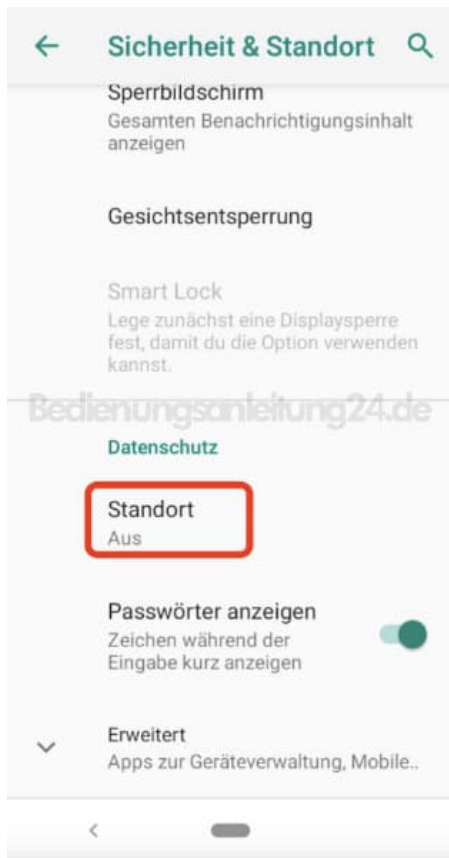 Sicherheit & Standort
Sperrbildschirm
Gesamten Benachrichtigungsinhalt
anzeigen
Gesichtsentsperrung
Smart Lock
Lege zunächst eine Displaysperre
fest, damit du die Option verwenden
kannst.
Bedienungsanleitung24.de
Datenschutz
Standort
Aus
Passwörter anzeigen
Zeichen während der
Eingabe kurz anzeigen
Erweitert
Apps zur Geräteverwaltung, Mobile..